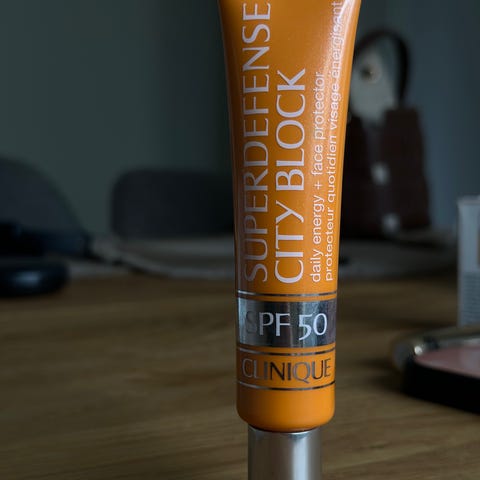 SUPERDEFENSE
CITY BLOCK
daily energy + face protector
protecteur quotidien visage énergisant
SPF 50
CLINIQUE